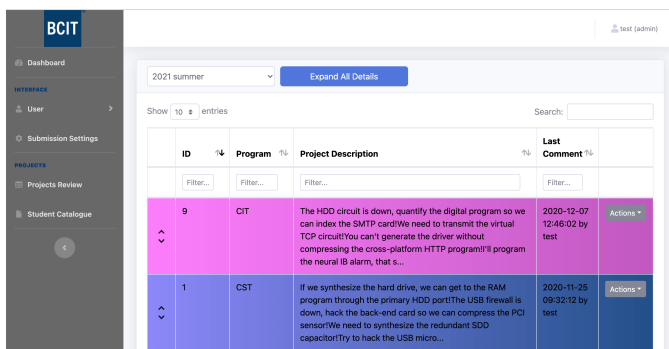 BCIT
test (admin)
Dashboard
INTERFACE
User
Submission Settings
PROJECTS
Projects Review
Student Catalogue
2021 summer
Expand All Details
Show 10 entries
Search:
ID
Program
Project Description
Last
Comment
Filter...
Filter...
Filter...
Filter...
9
CIT
The HDD circuit is down, quantify the digital program so we
can index the SMTP card!We need to transmit the virtual
TCP circuit!You can't generate the driver without
compressing the cross-platform HTTP program!I'll program
the neural IB alarm, that s...
2020-12-07
12:46:02 by
test
Actions
1
CST
If we synthesize the hard drive, we can get to the RAM
program through the primary HDD port!The USB firewall is
down, hack the back-end card so we can compress the PCI
sensor!We need to synthesize the redundant SDD
capacitor!Try to hack the USB micro...
2020-11-25
09:32:12 by
test
Actions